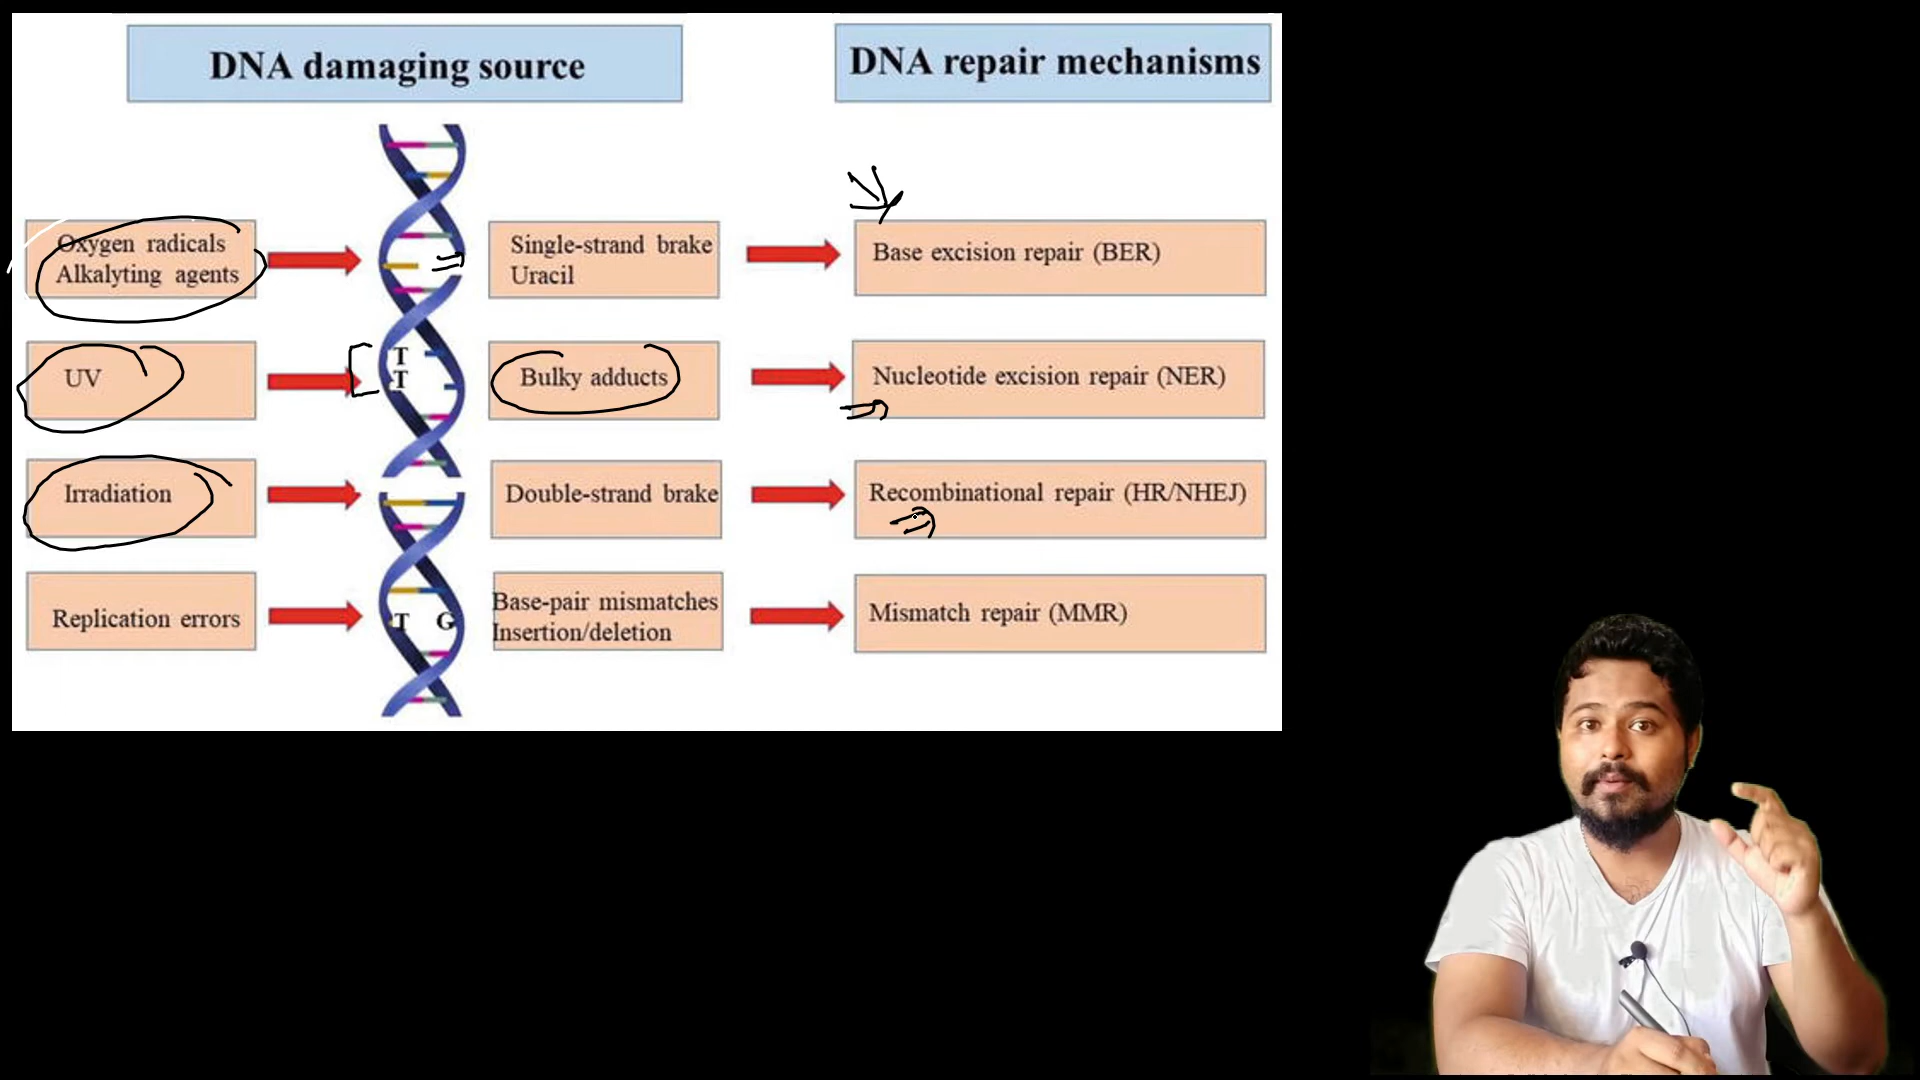 DNA damaging source
DNA repair mechanisms
Oxygen radicals
Alkalyting agents
Single-strand brake
Uracil
Base excision repair (BER)
UV
T
T
Bulky adducts
Nucleotide excision repair (NER)
Irradiation
Double-strand brake
Recombinational repair (HR/NHEJ)
Replication errors
T G
Base-pair mismatches
Insertion/deletion
Mismatch repair (MMR)